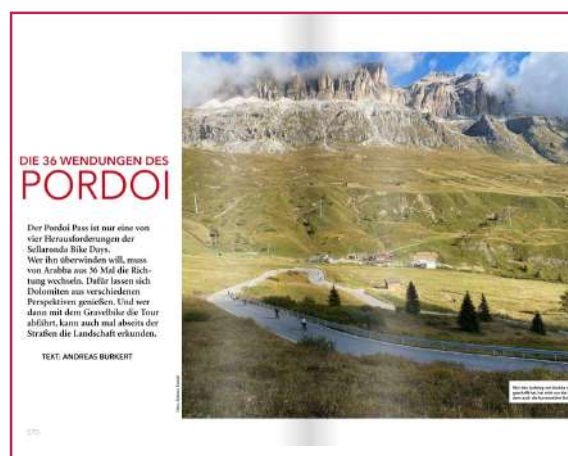 DIE 36 WENDUNGEN DES
PORDOI
Der Pordoi Pass ist nur eine von
vier Herausforderungen der
Sellaronda Bike Days.
Wer ihn überwinden will, muss
von Arabba aus 36 Mal die Rich-
tung wechseln. Dafür lassen sich
Dolomiten aus verschiedenen
Perspektiven genießen. Und wer
dann mit dem Gravelbike die Tour
abfährt, kann auch mal abseits der
Straßen die Landschaft erkunden.
TEXT: ANDREAS BURKERT